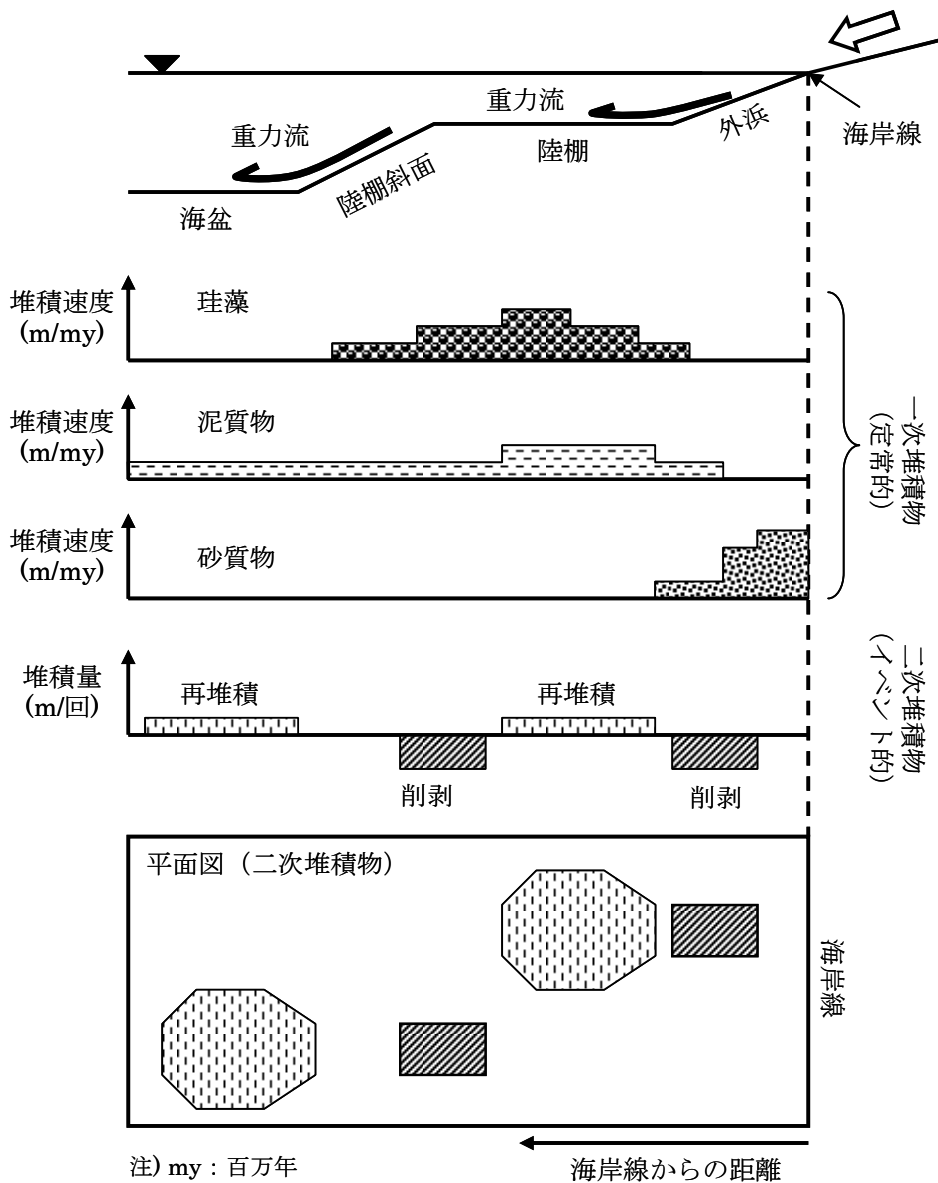 重力流
外浜
海岸線
重力流
陸棚
陸棚斜面
海盆
堆積速度
(m/my)
珪藻
堆積速度
(m/my)
泥質物
堆積速度
(m/my)
砂質物
一次堆積物
(定常的)
堆積量
(m/回)
再堆積
再堆積
削剥
削剥
二次堆積物
(イベント的)
平面図（二次堆積物）
海岸線
注) my：百万年
海岸線からの距離